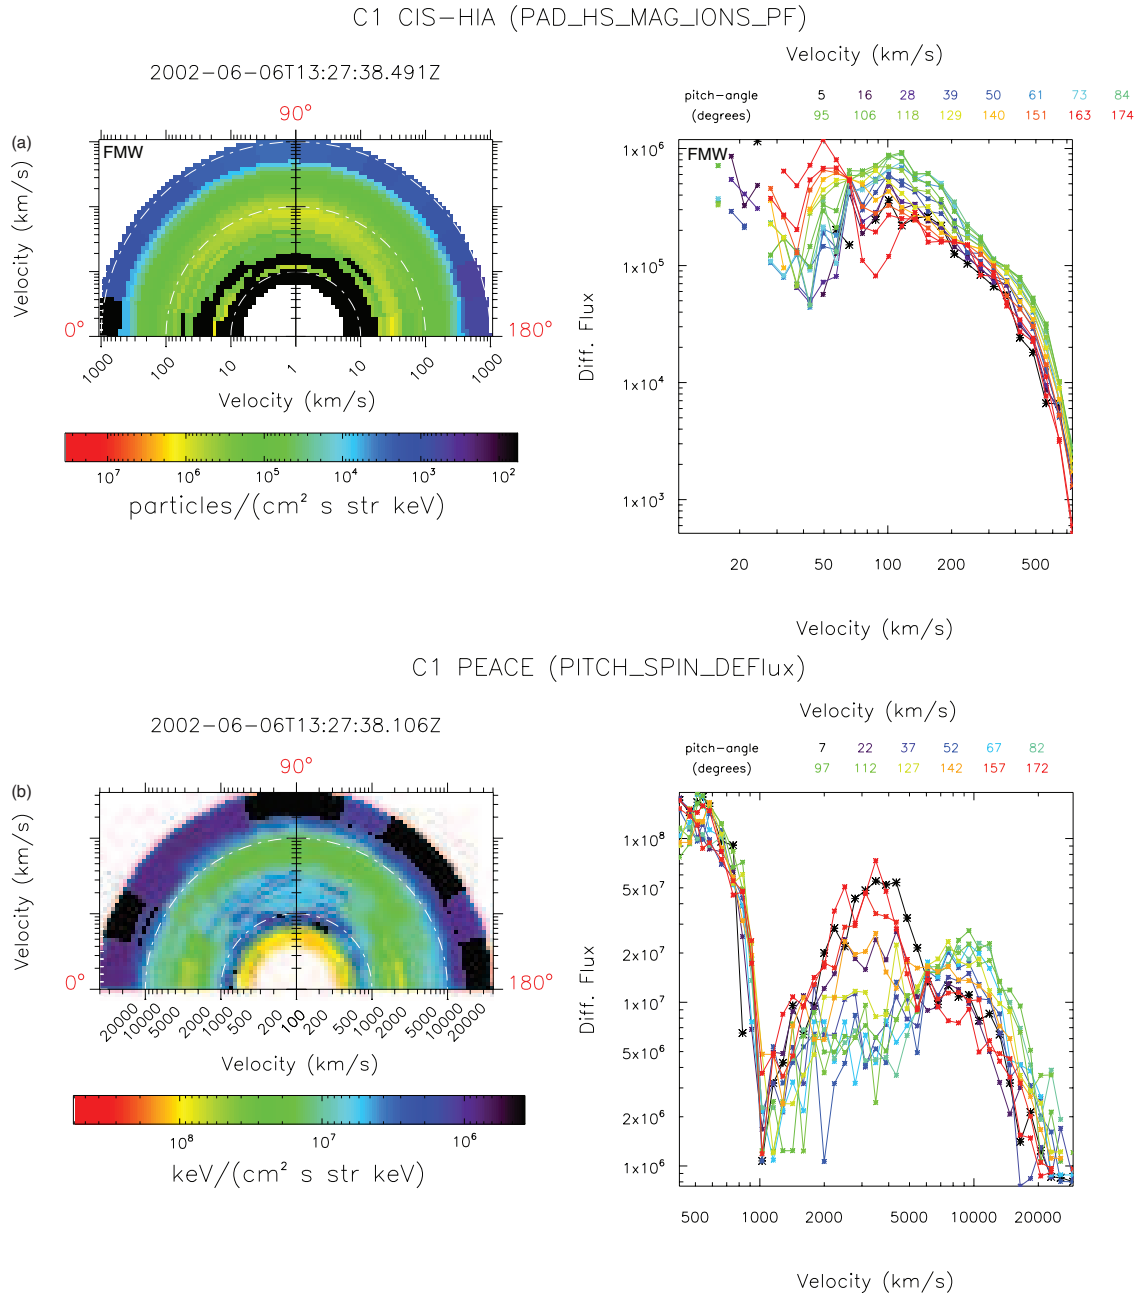 C1 CIS-HIA (PAD_HS_MAG_IONS_PF)
2002-06-06T13:27:38.491Z
90°
(a)
FMW
Velocity (km/s)
0°
180°
1000 100 10 1 10 100 1000
Velocity (km/s)
10⁷ 10⁶ 10⁵ 10⁴ 10³ 10²
particles/(cm² s str keV)
Velocity (km/s)
pitch-angle 5 16 28 39 50 61 73 84
(degrees) 95 106 118 129 140 151 163 174
FMW
1x10⁶
1x10⁵
1x10⁴
1x10³
Diff. Flux
20 50 100 200 500
Velocity (km/s)
C1 PEACE (PITCH_SPIN_DEFlux)
2002-06-06T13:27:38.106Z
90°
(b)
Velocity (km/s)
0°
180°
20000 10000 5000 2000 1000 500 200 100 200 500 1000 2000 5000 10000 20000
Velocity (km/s)
10⁸ 10⁷ 10⁶
keV/(cm² s str keV)
Velocity (km/s)
pitch-angle 7 22 37 52 67 82
(degrees) 97 112 127 142 157 172
1x10⁸
5x10⁷
2x10⁷
1x10⁷
5x10⁶
2x10⁶
1x10⁶
Diff. Flux
500 1000 2000 5000 10000 20000
Velocity (km/s)